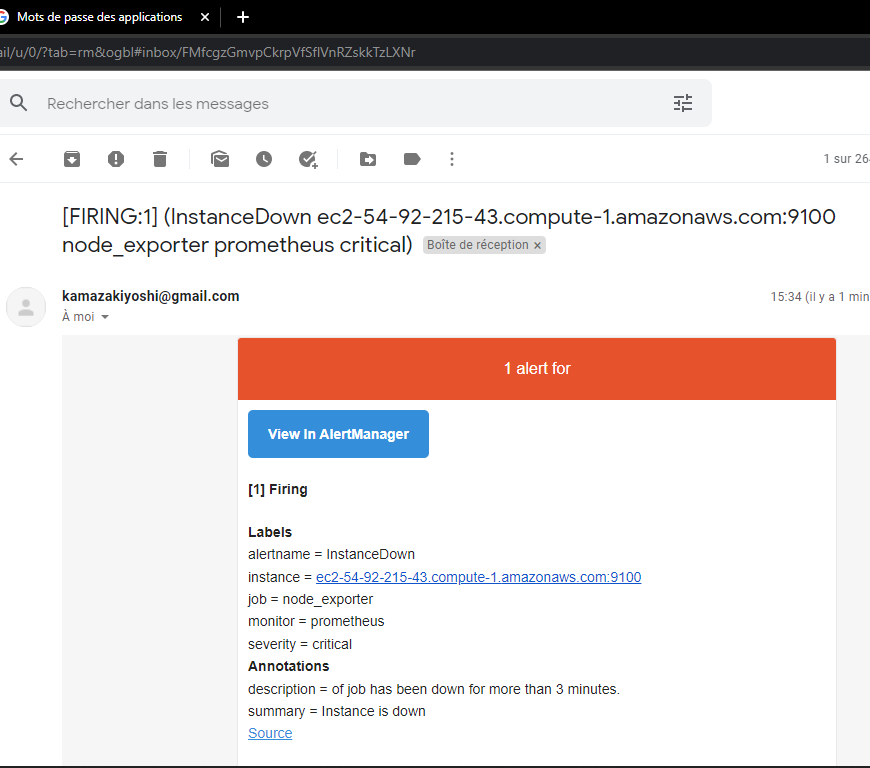 Mots de passe des applications
ail/u/0/?tab=rm&ogbl#inbox/FMfcgzGmvpCkrpVfSflVnRZskkTzLXNr
Rechercher dans les messages
1 sur 264
[FIRING:1] (InstanceDown ec2-54-92-215-43.compute-1.amazonaws.com:9100
node_exporter prometheus critical) Boîte de réception ×
kamazakiyoshi@gmail.com 15:34 (il y a 1 min
À moi
1 alert for
View In AlertManager
[1] Firing
Labels
alertname = InstanceDown
instance = ec2-54-92-215-43.compute-1.amazonaws.com:9100
job = node_exporter
monitor = prometheus
severity = critical
Annotations
description = of job has been down for more than 3 minutes.
summary = Instance is down
Source